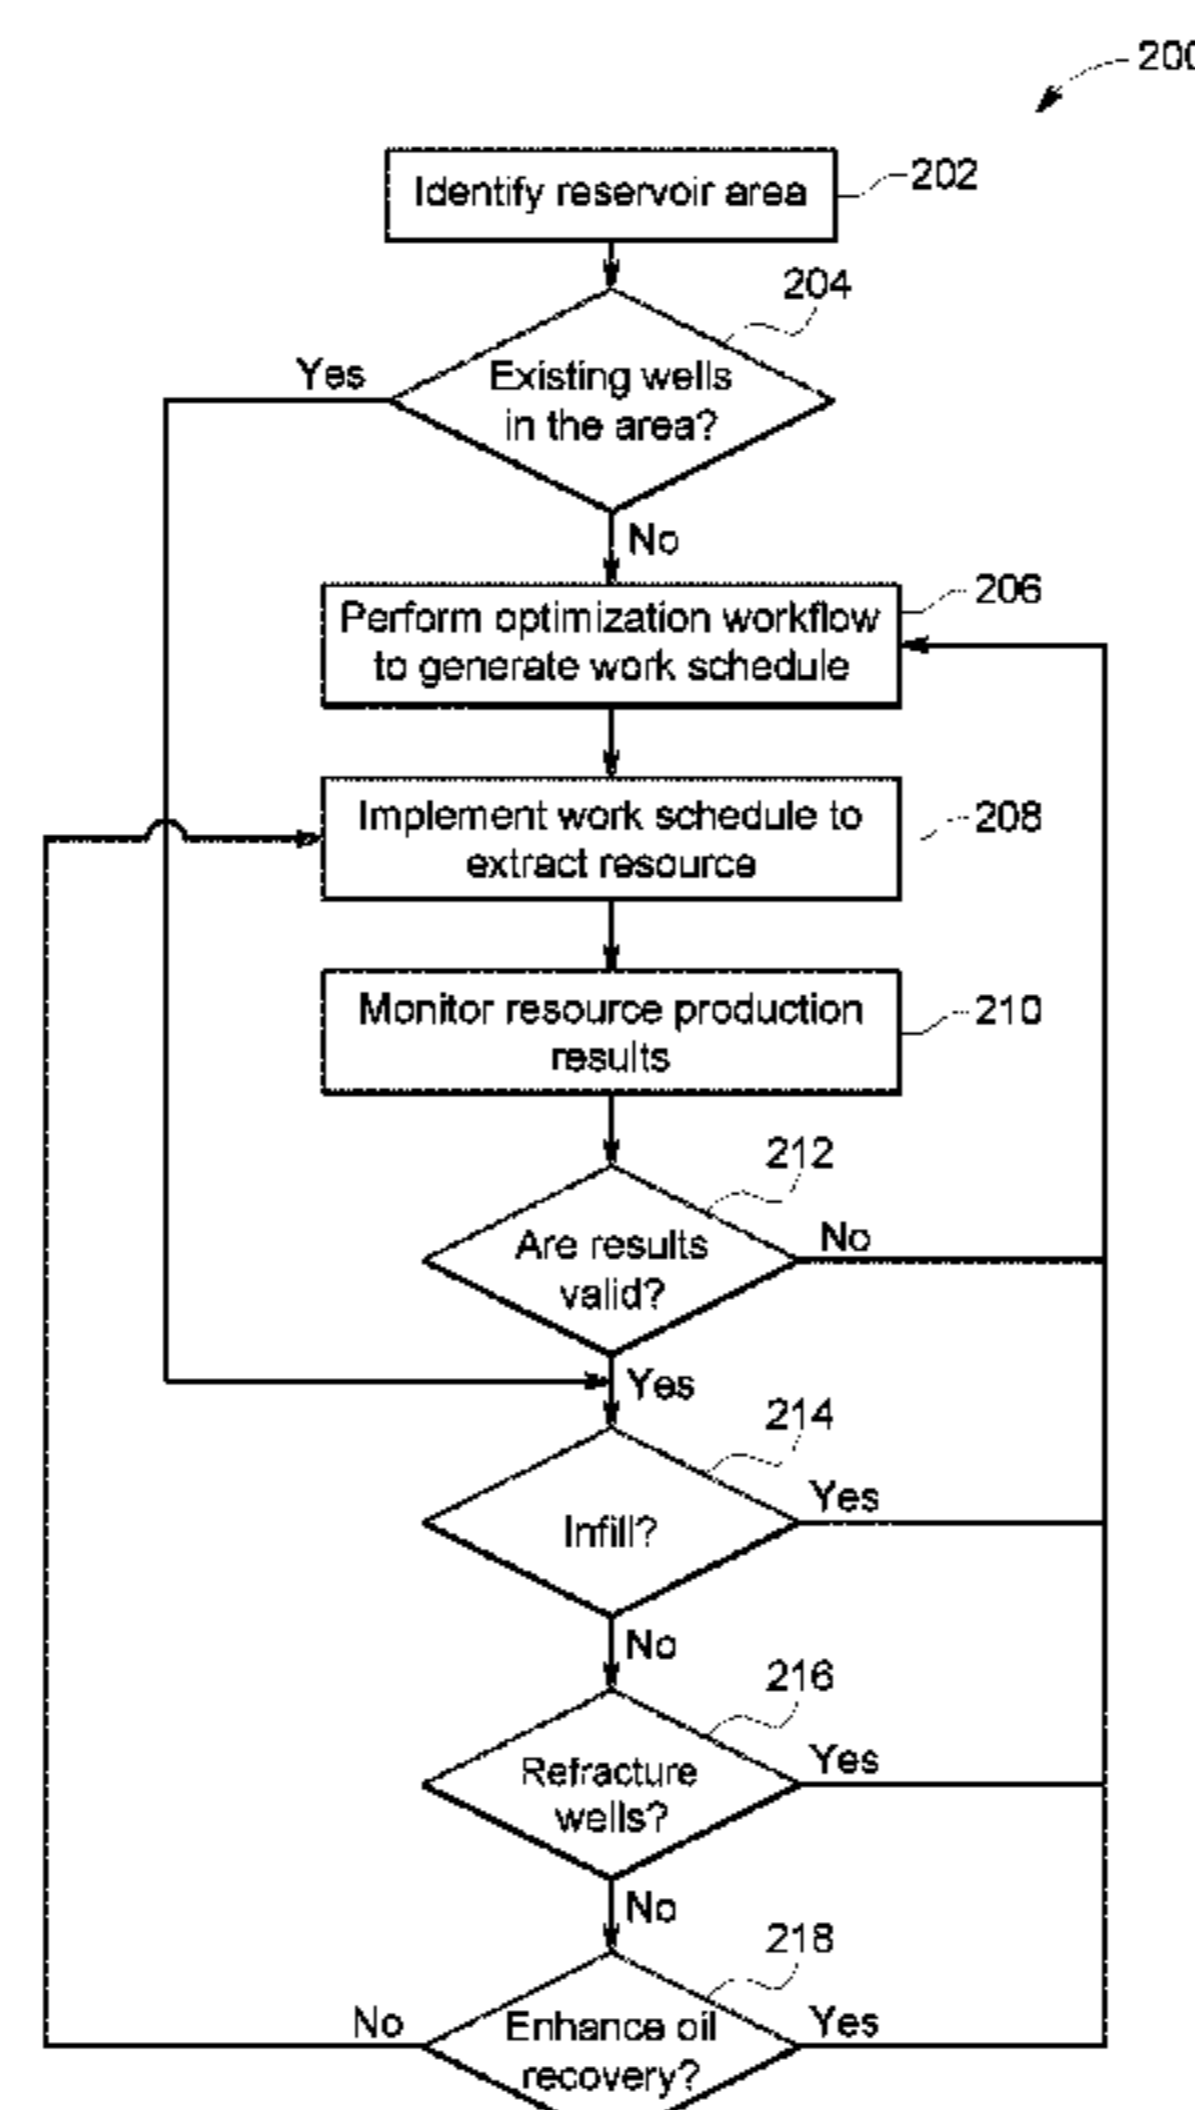 200
Identify reservoir area
202
204
Yes
Existing wells
in the area?
No
206
Perform optimization workflow
to generate work schedule
Implement work schedule to
extract resource
208
Monitor resource production
results
210
212
Are results
valid?
No
Yes
214
Infill?
Yes
No
216
Refracture
wells?
Yes
No
218
No
Enhance oil
recovery?
Yes